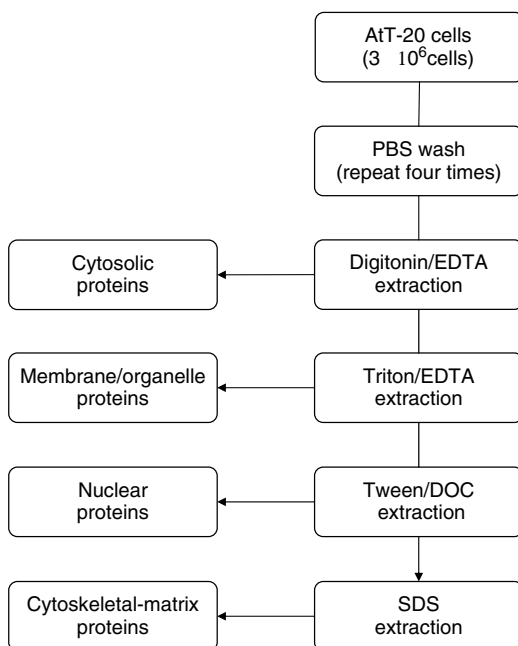 AtT-20 cells
(3 10⁶cells)
PBS wash
(repeat four times)
Cytosolic
proteins
Digitonin/EDTA
extraction
Membrane/organelle
proteins
Triton/EDTA
extraction
Nuclear
proteins
Tween/DOC
extraction
Cytoskeletal-matrix
proteins
SDS
extraction